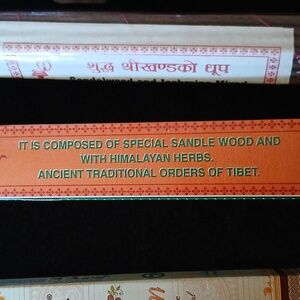 शुद्ध श्रीखण्डको धूप
IT IS COMPOSED OF SPECIAL SANDLE WOOD AND
WITH HIMALAYAN HERBS.
ANCIENT TRADITIONAL ORDERS OF TIBET.